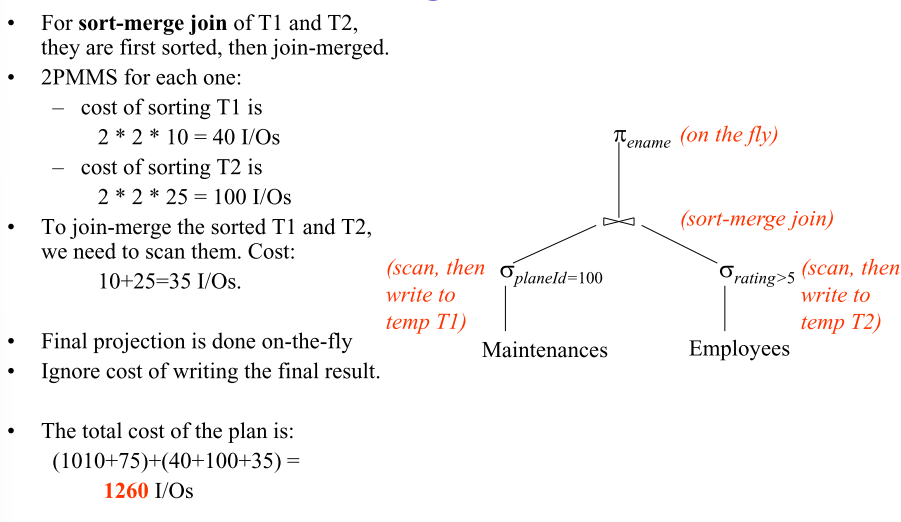 • For sort-merge join of T1 and T2,
they are first sorted, then join-merged.
• 2PMMS for each one:
– cost of sorting T1 is
2 * 2 * 10 = 40 I/Os
– cost of sorting T2 is
2 * 2 * 25 = 100 I/Os
• To join-merge the sorted T1 and T2,
we need to scan them. Cost:
10+25=35 I/Os.
• Final projection is done on-the-fly
• Ignore cost of writing the final result.
• The total cost of the plan is:
(1010+75)+(40+100+35) =
1260 I/Os
π ename (on the fly)
(sort-merge join)
(scan, then
write to
temp T1)
σ planeId=100
σ rating>5
(scan, then
write to
temp T2)
Maintenances
Employees